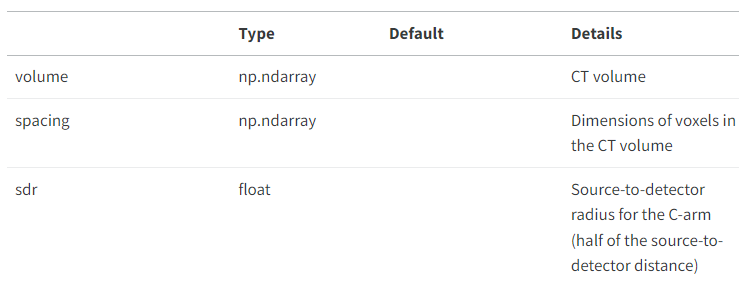 Type Default Details
volume np.ndarray CT volume
spacing np.ndarray Dimensions of voxels in
the CT volume
sdr float Source-to-detector
radius for the C-arm
(half of the source-to-
detector distance)